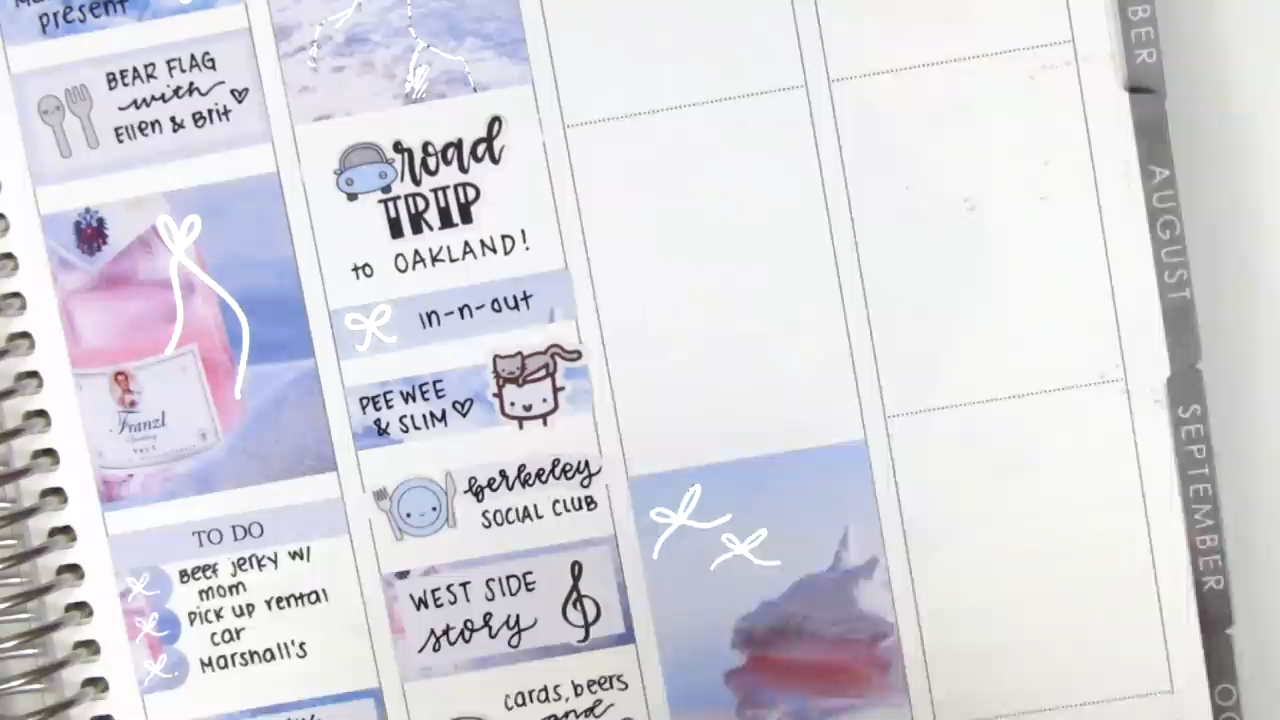 present
BEAR FLAG
with
Ellen & Brit
Franzl
TO DO
Beef jerky w/
mom
Pick up rental
car
Marshall's
road
TRIP
to OAKLAND!
in-n-out
PEE WEE
& SLIM
berkeley
SOCIAL CLUB
WEST SIDE
story
cards, beers
and
BER
AUGUST
SEPTEMBER